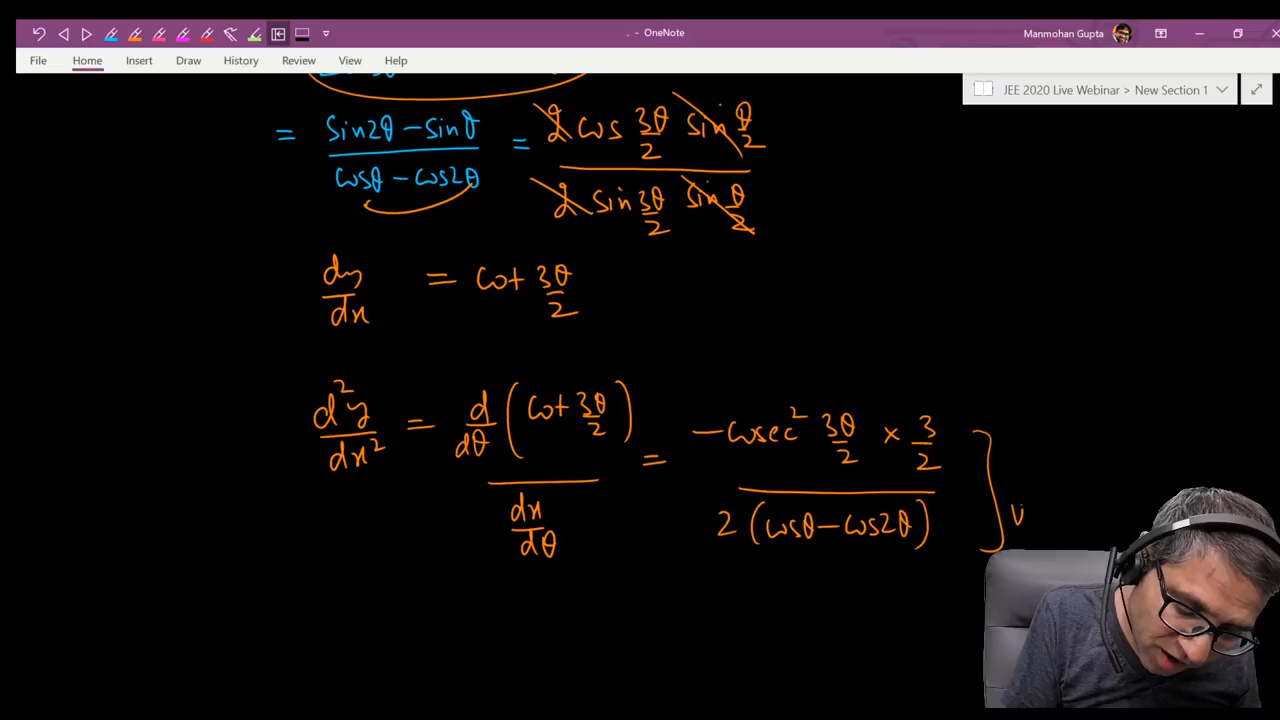 . - OneNote
Manmohan Gupta
File Home Insert Draw History Review View Help
JEE 2020 Live Webinar > New Section 1
= (sin2θ - sinθ)/(cosθ - cos2θ) = (2 cos 3θ/2 sin θ/2)/(2 sin 3θ/2 sin θ/2)
dy/dx = cot 3θ/2
d²y/dx² = (d/dθ (cot 3θ/2))/(dx/dθ) = (-cosec² 3θ/2 × 3/2)/(2 (cosθ - cos2θ))